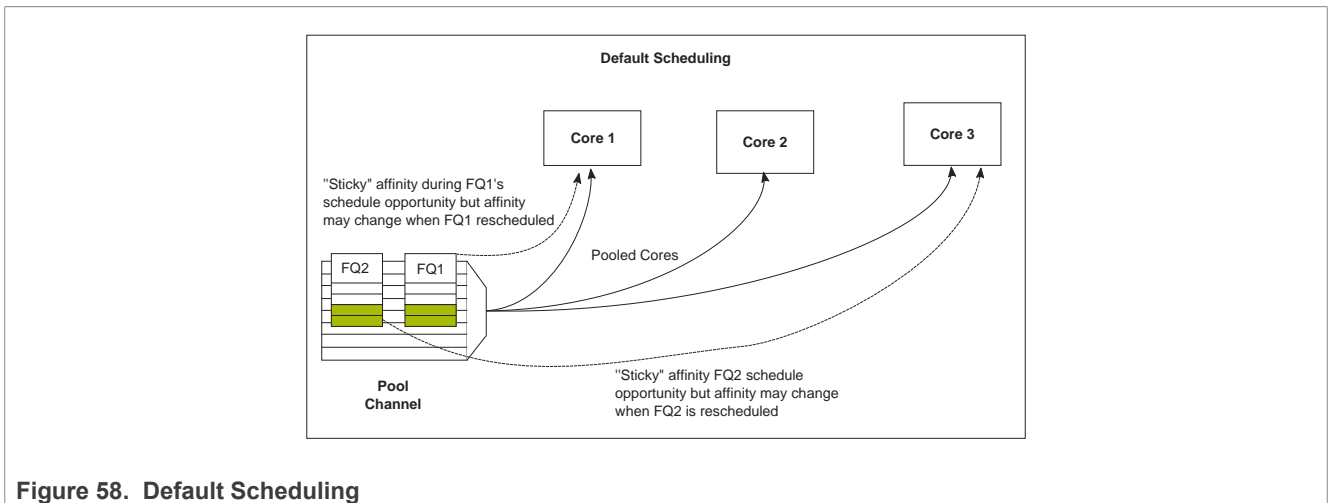 Default Scheduling
Core 1
Core 2
Core 3
"Sticky" affinity during FQ1's
schedule opportunity but affinity
may change when FQ1 rescheduled
Pooled Cores
FQ2
FQ1
"Sticky" affinity FQ2 schedule
opportunity but affinity may change
when FQ2 is rescheduled
Pool
Channel
Figure 58. Default Scheduling